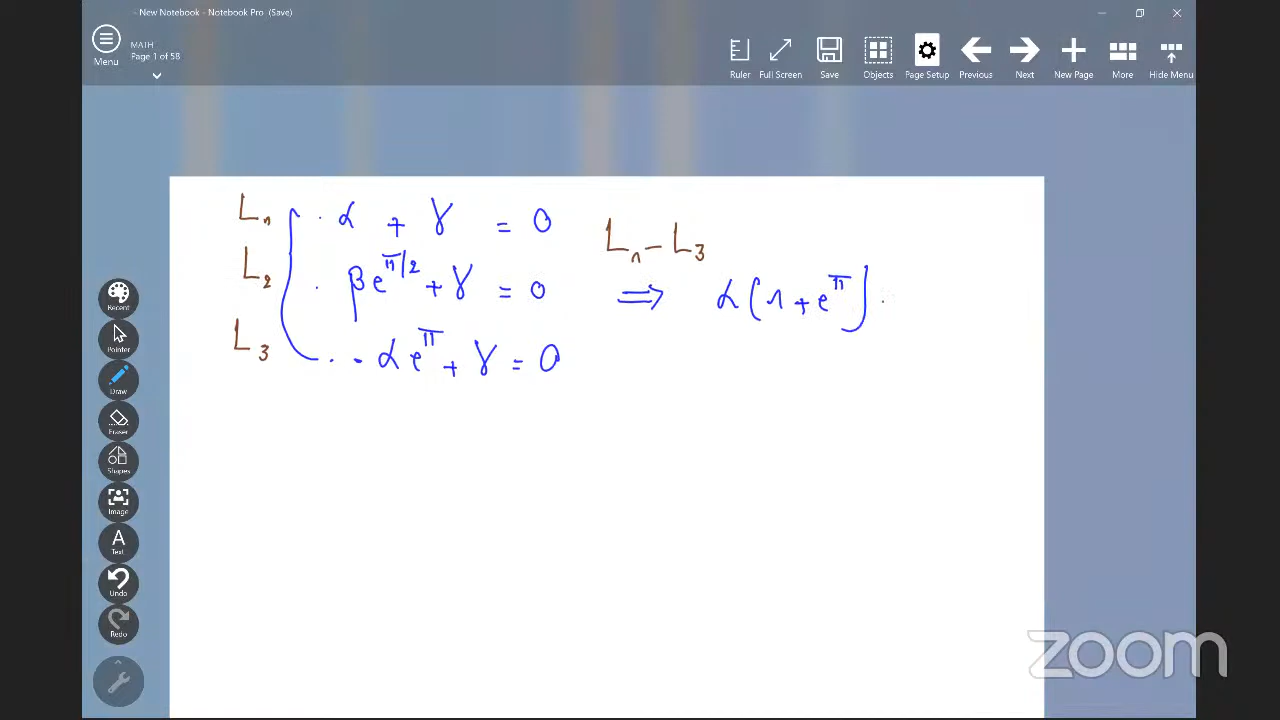 - New Notebook - Notebook Pro (Save)
Menu
MATH
Page 1 of 58
Ruler
Full Screen
Save
Objects
Page Setup
Previous
Next
New Page
More
Hide Menu
Recent
Pointer
Draw
Eraser
Shapes
Image
A
Text
Undo
Redo
L₁ · α + γ = 0
L₂ · βe^{π/2} + γ = 0
L₃ · - αe^π + γ = 0
L₁ - L₃
⟹ α(1 + e^π)
zoom